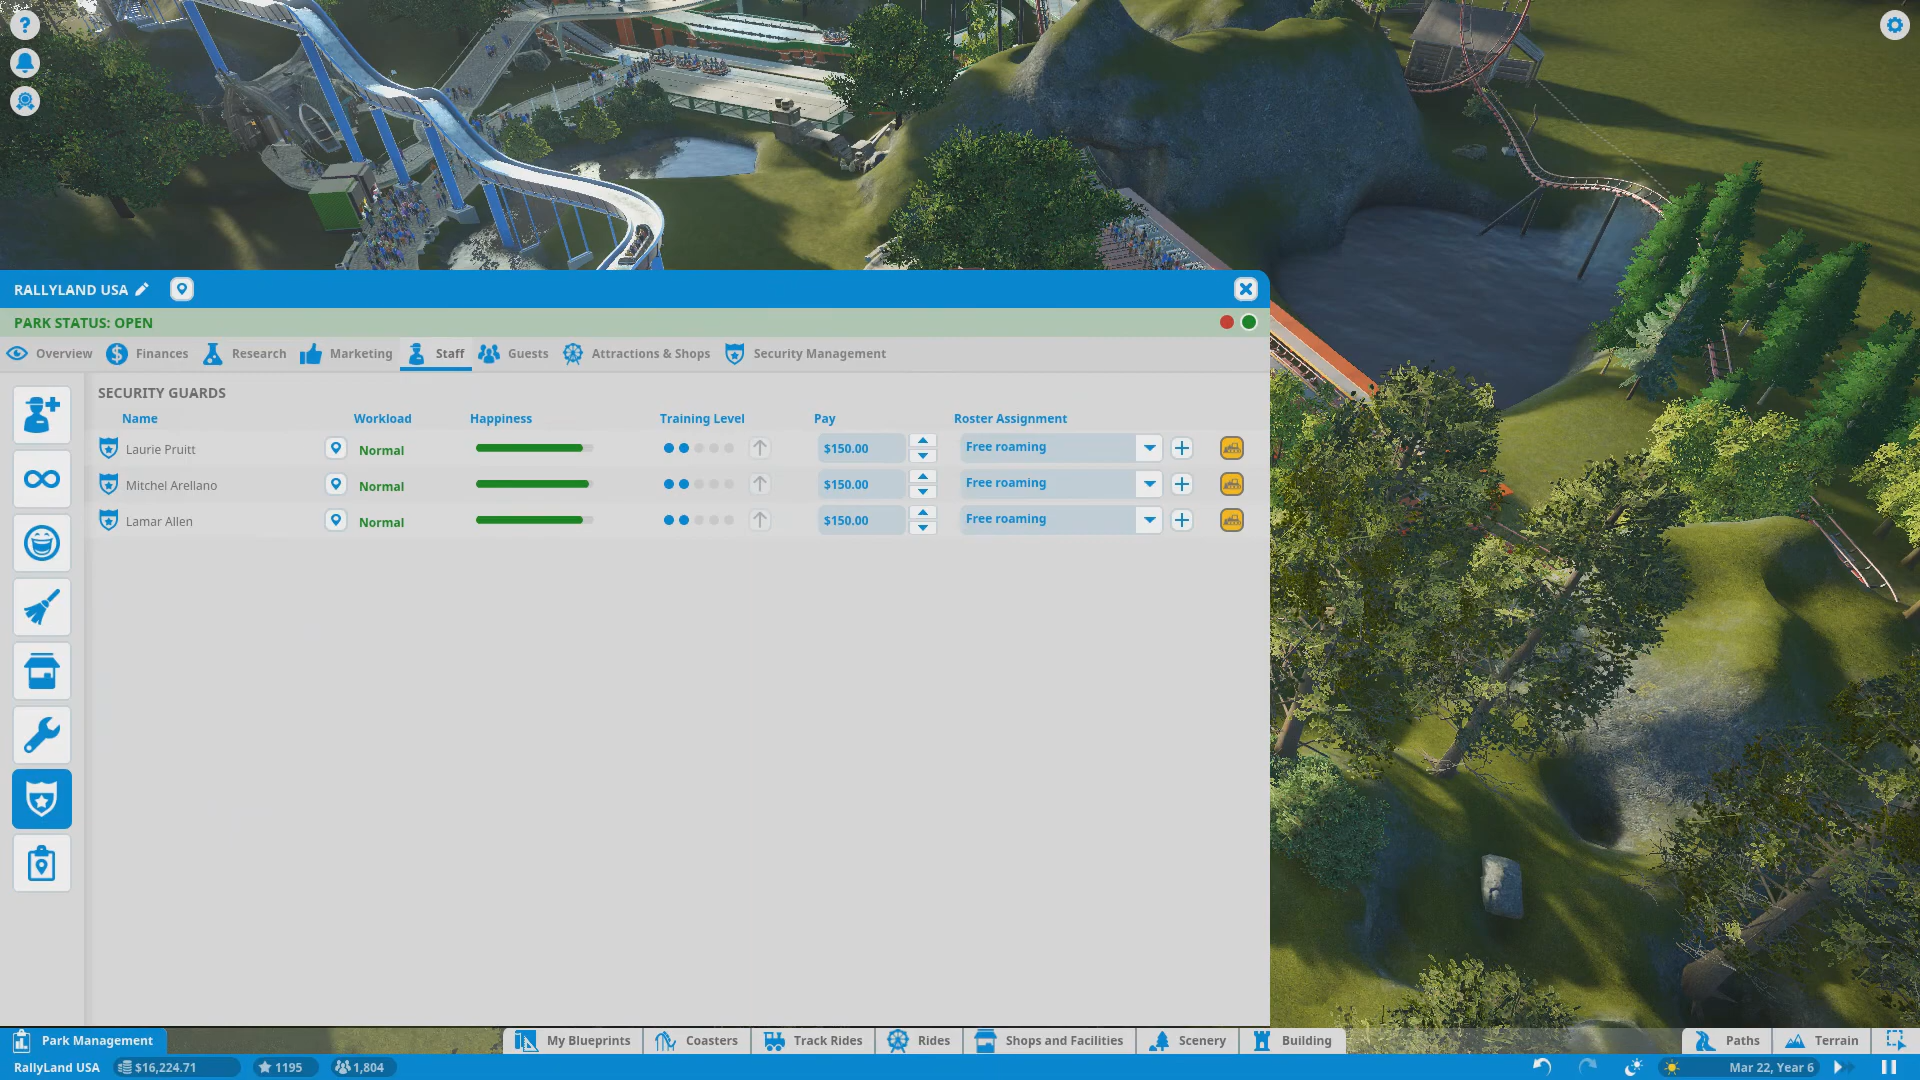 RALLYLAND USA
PARK STATUS: OPEN
Overview Finances Research Marketing Staff Guests Attractions & Shops Security Management
SECURITY GUARDS
Name Workload Happiness Training Level Pay Roster Assignment
Laurie Pruitt Normal $150.00 Free roaming
Mitchel Arellano Normal $150.00 Free roaming
Lamar Allen Normal $150.00 Free roaming
Park Management My Blueprints Coasters Track Rides Rides Shops and Facilities Scenery Building Paths Terrain
RallyLand USA $16,224.71 1195 1,804 Mar 22, Year 6